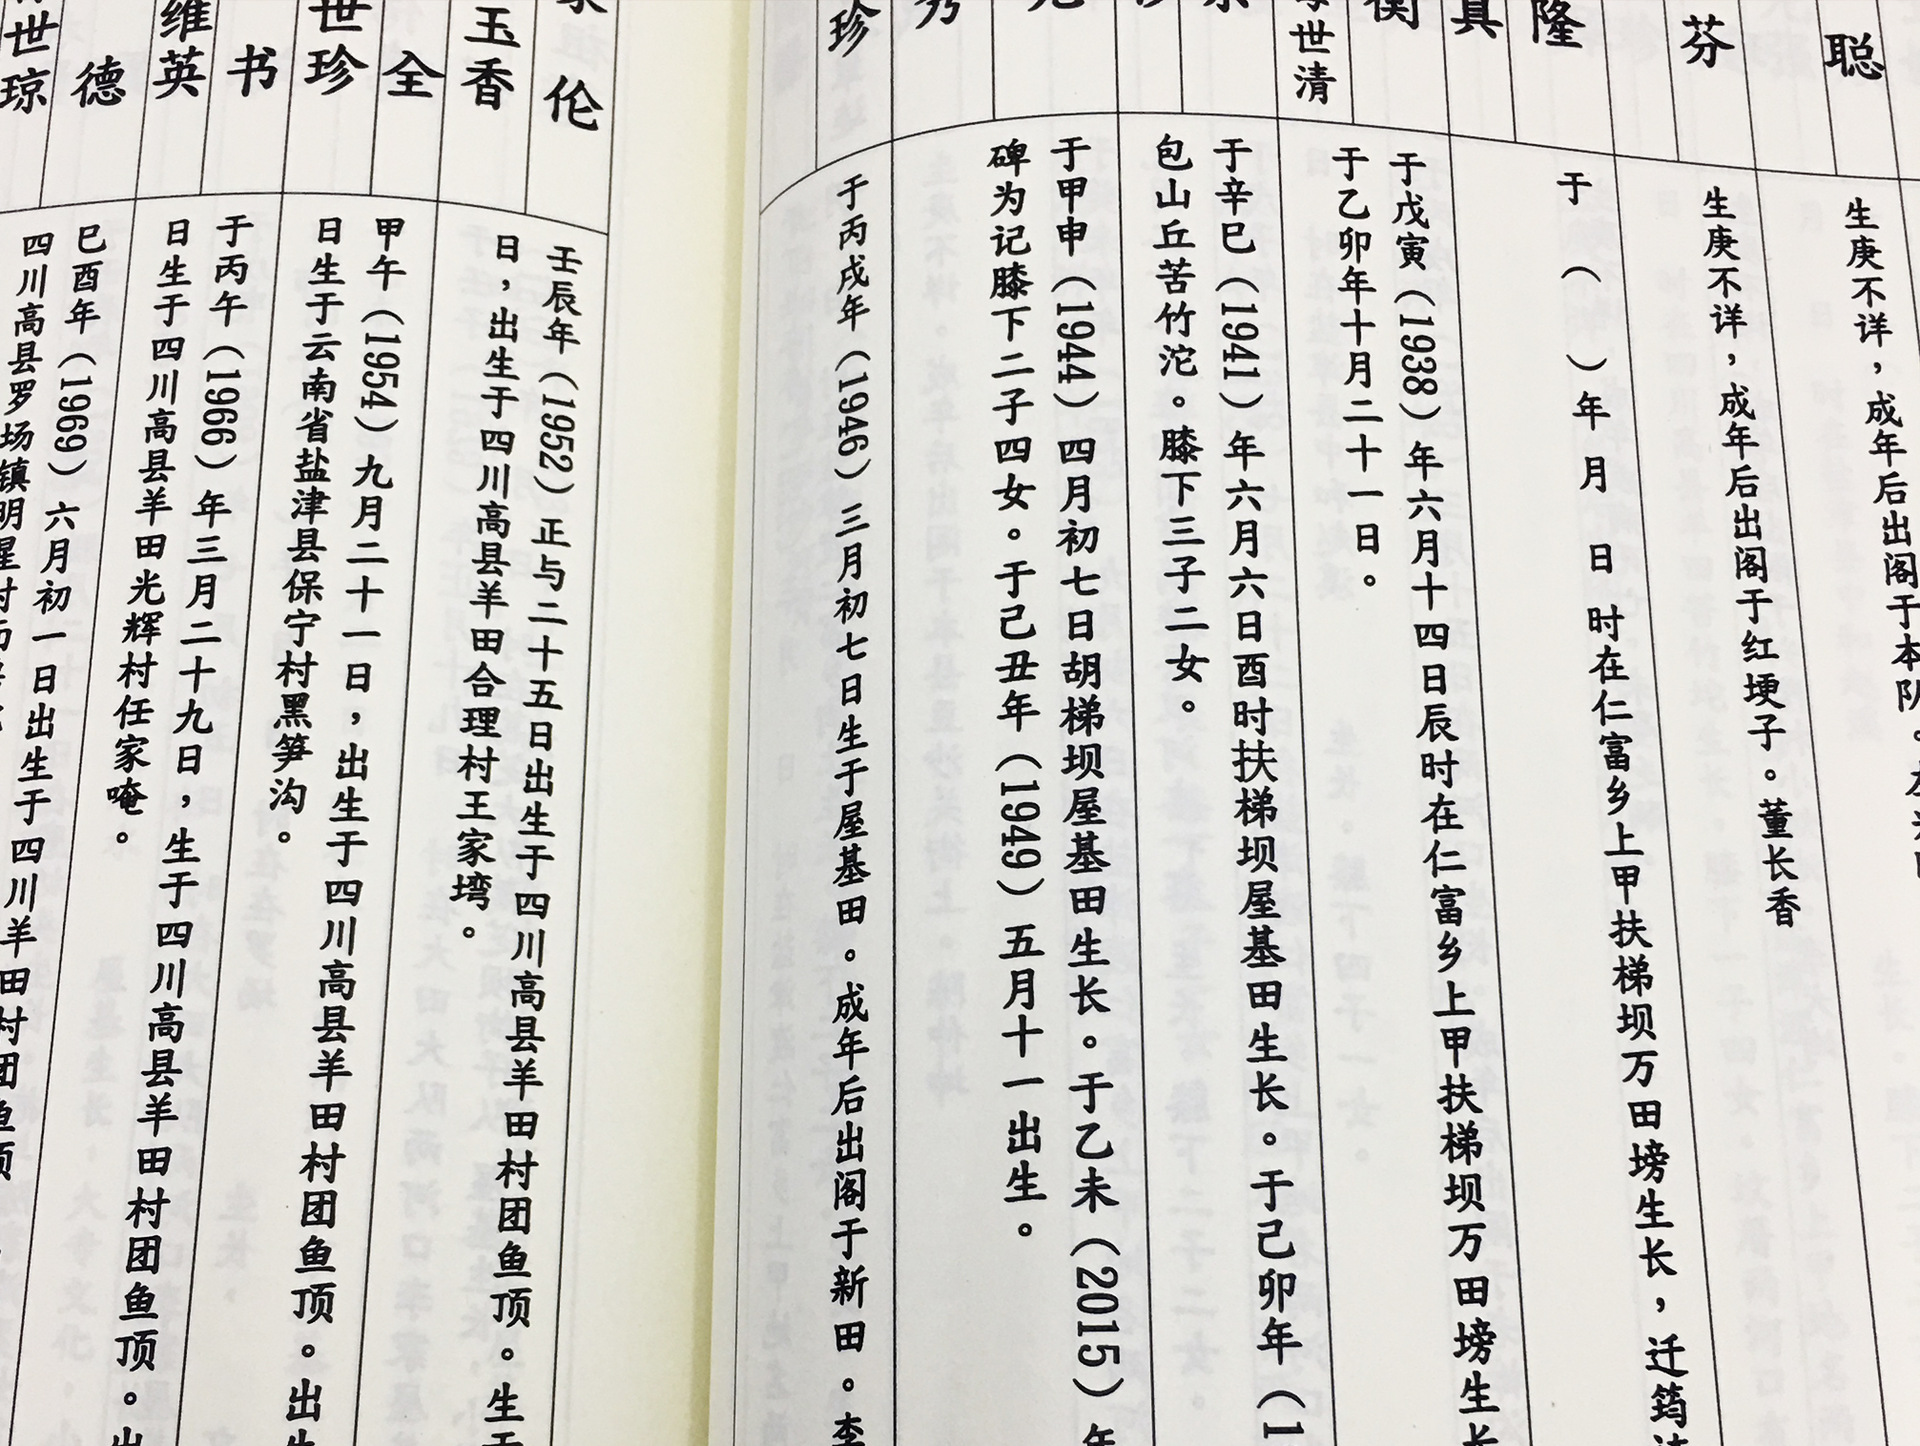 聪
生庚不详，成年后出阁于本队。
芬
生庚不详，成年后出阁于红埂子。董长香
隆
于（ ）年 月 日 时在仁富乡上甲扶梯坝万田塝生长，迁筠
具
于戊寅（1938）年六月十四日辰时在仁富乡上甲扶梯坝万田塝生长
衡
于乙卯年十月二十一日。
世清
于辛巳（1941）年六月六日酉时扶梯坝屋基田生长。于己卯年（1
包山丘苦竹沱。膝下三子二女。
于甲申（1944）四月初七日胡梯坝屋基田生长。于乙未（2015）年
碑为记膝下二子四女。于己丑年（1949）五月十一出生。
珍
于丙戌年（1946）三月初七日生于屋基田。成年后出阁于新田。李
伦
壬辰年（1952）正与二十五日出生于四川高县羊田村团鱼顶。生于
玉香
日，出生于四川高县羊田合理村王家塆。
全
甲午（1954）九月二十一日，出生于四川高县羊田村团鱼顶。出生
世珍
日生于云南省盐津县保宁村黑笋沟。
书
于丙午（1966）年三月二十九日，生于四川高县羊田村团鱼顶。出
维英
日生于四川高县羊田光辉村任家唵。
德
巳酉年（1969）六月初一日出生于四川羊田村团鱼顶
世琼
四川高县罗场镇明星村